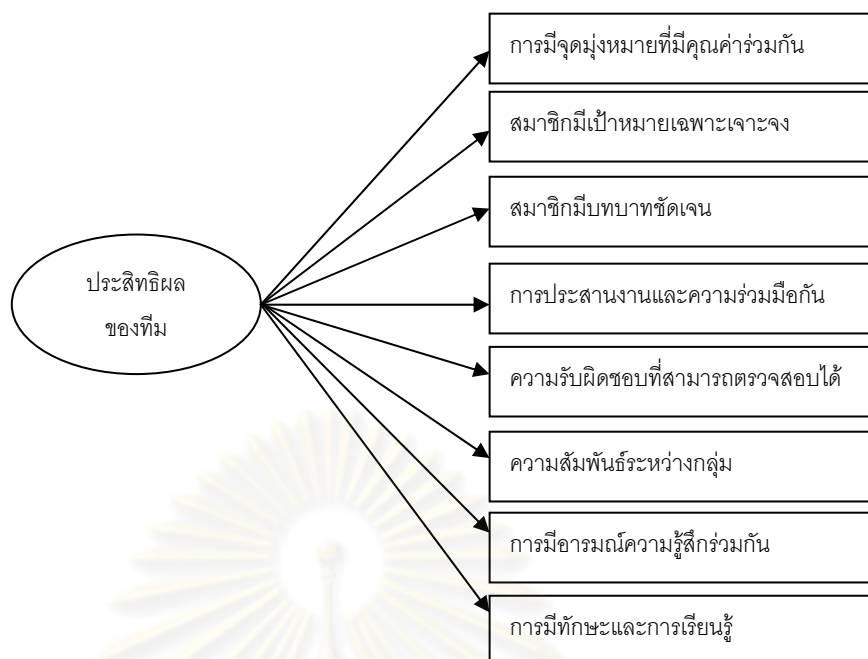 การมีจุดมุ่งหมายที่มีคุณค่าร่วมกัน
สมาชิกมีเป้าหมายเฉพาะเจาะจง
สมาชิกมีบทบาทชัดเจน
ประสิทธิผล
ของทีม
การประสานงานและความร่วมมือกัน
ความรับผิดชอบที่สามารถตรวจสอบได้
ความสัมพันธ์ระหว่างกลุ่ม
การมีอารมณ์ความรู้สึกร่วมกัน
การมีทักษะและการเรียนรู้